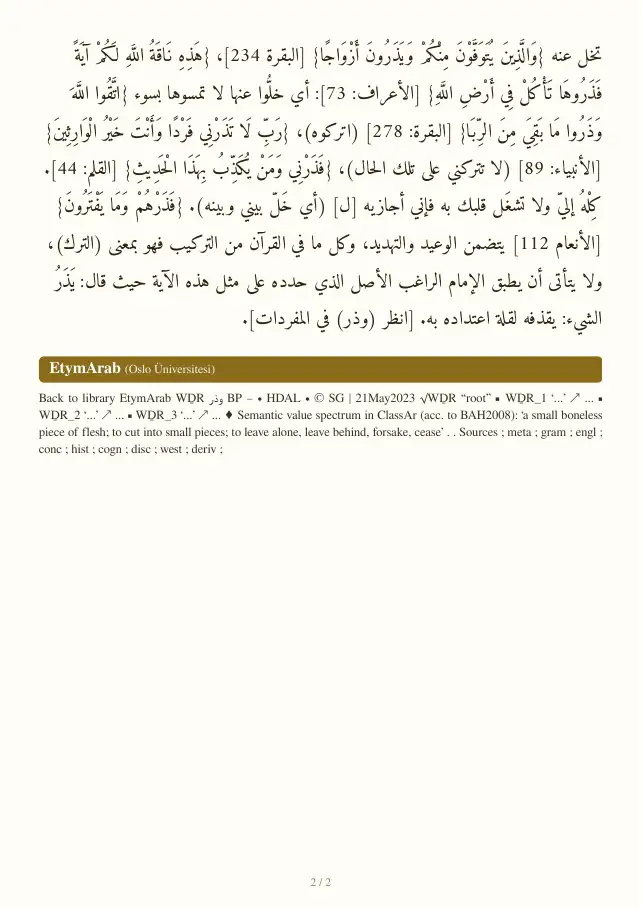 تخل عنه {وَالَّذِينَ يُتَوَفَّوْنَ مِنْكُمْ وَيَذَرُونَ أَزْوَاجًا} [البقرة 234]، {هَذِهِ نَاقَةُ اللَّهِ لَكُمْ آيَةً
فَذَرُوهَا تَأْكُلْ فِي أَرْضِ اللَّهِ} [الأعراف: 73]: أي خلُّوا عنها لا تمسوها بسوء {اتَّقُوا اللَّهَ
وَذَرُوا مَا بَقِيَ مِنَ الرِّبَا} [البقرة: 278] (اتركوه)، {رَبِّ لَا تَذَرْنِي فَرْدًا وَأَنْتَ خَيْرُ الْوَارِثِينَ}
[الأنبياء: 89] (لا تتركني على تلك الحال)، {فَذَرْنِي وَمَنْ يُكَذِّبُ بِهَذَا الْحَدِيثِ} [القلم: 44].
كِلْهُ إليّ ولا تشغَل قلبك به فإني أجازيه [ل] (أي خَلّ بيني وبينه). {فَذَرْهُمْ وَمَا يَفْتَرُونَ}
[الأنعام 112] يتضمن الوعيد والتهديد، وكل ما في القرآن من التركيب فهو بمعنى (الترك)،
ولا يتأتى أن يطبق الإمام الراغب الأصل الذي حدده على مثل هذه الآية حيث قال: يَذَرُ
الشيء: يقذفه لقلة اعتداده به. [انظر (وذر) في المفردات].
EtymArab (Oslo Üniversitesi)
Back to library EtymArab WḎR وذر BP – • HDAL • © SG | 21May2023 √WḎR “root” ▪ WḎR_1 ‘...’ ↗ ... ▪
WḎR_2 ‘...’ ↗ ... ▪ WḎR_3 ‘...’ ↗ ... ♦ Semantic value spectrum in ClassAr (acc. to BAH2008): ‘a small boneless
piece of flesh; to cut into small pieces; to leave alone, leave behind, forsake, cease’ . . Sources ; meta ; gram ; engl ;
conc ; hist ; cogn ; disc ; west ; deriv ;
2 / 2